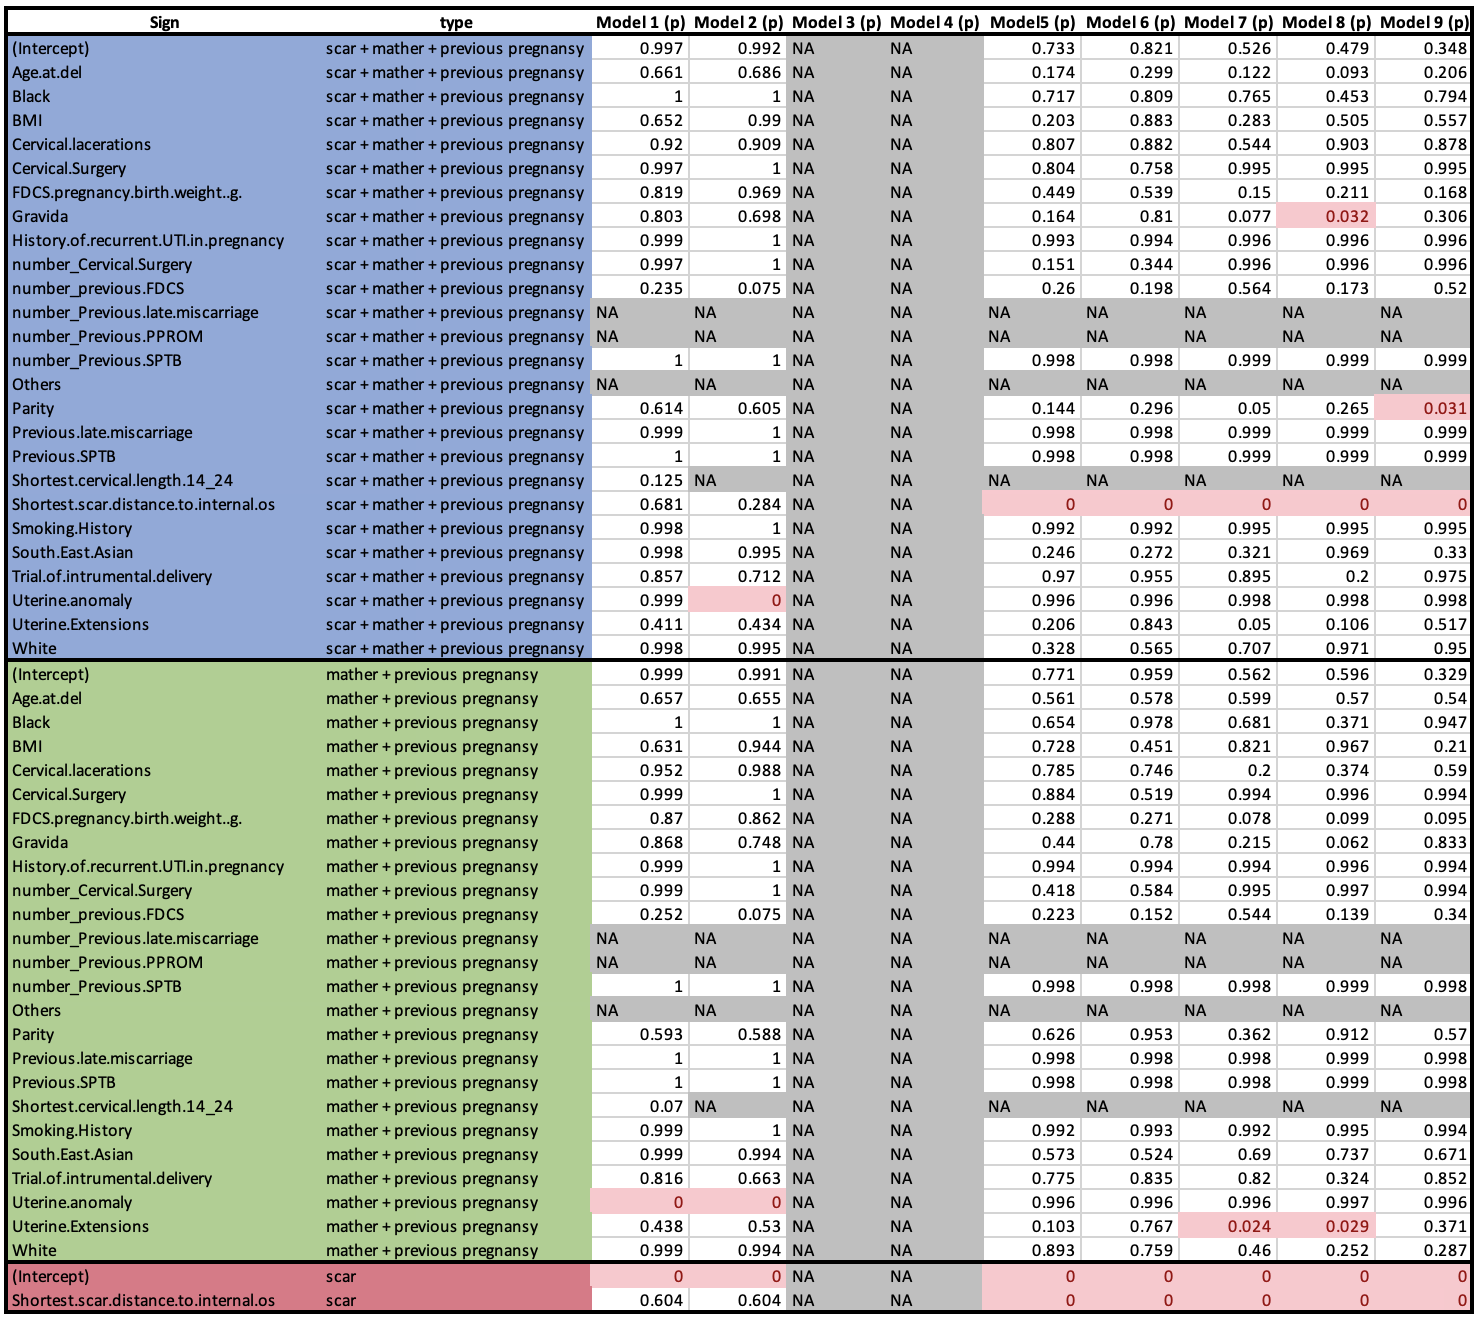 Sign type Model 1 (p) Model 2 (p) Model 3 (p) Model 4 (p) Model5 (p) Model 6 (p) Model 7 (p) Model 8 (p) Model 9 (p)
(Intercept) scar + mather + previous pregnansy 0.997 0.992 NA NA 0.733 0.821 0.526 0.479 0.348
Age.at.del scar + mather + previous pregnansy 0.661 0.686 NA NA 0.174 0.299 0.122 0.093 0.206
Black scar + mather + previous pregnansy 1 1 NA NA 0.717 0.809 0.765 0.453 0.794
BMI scar + mather + previous pregnansy 0.652 0.99 NA NA 0.203 0.883 0.283 0.505 0.557
Cervical.lacerations scar + mather + previous pregnansy 0.92 0.909 NA NA 0.807 0.882 0.544 0.903 0.878
Cervical.Surgery scar + mather + previous pregnansy 0.997 1 NA NA 0.804 0.758 0.995 0.995 0.995
FDCS.pregnancy.birth.weight..g. scar + mather + previous pregnansy 0.819 0.969 NA NA 0.449 0.539 0.15 0.211 0.168
Gravida scar + mather + previous pregnansy 0.803 0.698 NA NA 0.164 0.81 0.077 0.032 0.306
History.of.recurrent.UTI.in.pregnancy scar + mather + previous pregnansy 0.999 1 NA NA 0.993 0.994 0.996 0.996 0.996
number_Cervical.Surgery scar + mather + previous pregnansy 0.997 1 NA NA 0.151 0.344 0.996 0.996 0.996
number_previous.FDCS scar + mather + previous pregnansy 0.235 0.075 NA NA 0.26 0.198 0.564 0.173 0.52
number_Previous.late.miscarriage scar + mather + previous pregnansy NA NA NA NA NA NA NA NA NA
number_Previous.PPROM scar + mather + previous pregnansy NA NA NA NA NA NA NA NA NA
number_Previous.SPTB scar + mather + previous pregnansy 1 1 NA NA 0.998 0.998 0.999 0.999 0.999
Others scar + mather + previous pregnansy NA NA NA NA NA NA NA NA NA
Parity scar + mather + previous pregnansy 0.614 0.605 NA NA 0.144 0.296 0.05 0.265 0.031
Previous.late.miscarriage scar + mather + previous pregnansy 0.999 1 NA NA 0.998 0.998 0.999 0.999 0.999
Previous.SPTB scar + mather + previous pregnansy 1 1 NA NA 0.998 0.998 0.999 0.999 0.999
Shortest.cervical.length.14_24 scar + mather + previous pregnansy 0.125 NA NA NA NA NA NA NA NA
Shortest.scar.distance.to.internal.os scar + mather + previous pregnansy 0.681 0.284 NA NA 0 0 0 0 0
Smoking.History scar + mather + previous pregnansy 0.998 1 NA NA 0.992 0.992 0.995 0.995 0.995
South.East.Asian scar + mather + previous pregnansy 0.998 0.995 NA NA 0.246 0.272 0.321 0.969 0.33
Trial.of.intrumental.delivery scar + mather + previous pregnansy 0.857 0.712 NA NA 0.97 0.955 0.895 0.2 0.975
Uterine.anomaly scar + mather + previous pregnansy 0.999 0 NA NA 0.996 0.996 0.998 0.998 0.998
Uterine.Extensions scar + mather + previous pregnansy 0.411 0.434 NA NA 0.206 0.843 0.05 0.106 0.517
White scar + mather + previous pregnansy 0.998 0.995 NA NA 0.328 0.565 0.707 0.971 0.95
(Intercept) mather + previous pregnansy 0.999 0.991 NA NA 0.771 0.959 0.562 0.596 0.329
Age.at.del mather + previous pregnansy 0.657 0.655 NA NA 0.561 0.578 0.599 0.57 0.54
Black mather + previous pregnansy 1 1 NA NA 0.654 0.978 0.681 0.371 0.947
BMI mather + previous pregnansy 0.631 0.944 NA NA 0.728 0.451 0.821 0.967 0.21
Cervical.lacerations mather + previous pregnansy 0.952 0.988 NA NA 0.785 0.746 0.2 0.374 0.59
Cervical.Surgery mather + previous pregnansy 0.999 1 NA NA 0.884 0.519 0.994 0.996 0.994
FDCS.pregnancy.birth.weight..g. mather + previous pregnansy 0.87 0.862 NA NA 0.288 0.271 0.078 0.099 0.095
Gravida mather + previous pregnansy 0.868 0.748 NA NA 0.44 0.78 0.215 0.062 0.833
History.of.recurrent.UTI.in.pregnancy mather + previous pregnansy 0.999 1 NA NA 0.994 0.994 0.994 0.996 0.994
number_Cervical.Surgery mather + previous pregnansy 0.999 1 NA NA 0.418 0.584 0.995 0.997 0.994
number_previous.FDCS mather + previous pregnansy 0.252 0.075 NA NA 0.223 0.152 0.544 0.139 0.34
number_Previous.late.miscarriage mather + previous pregnansy NA NA NA NA NA NA NA NA NA
number_Previous.PPROM mather + previous pregnansy NA NA NA NA NA NA NA NA NA
number_Previous.SPTB mather + previous pregnansy 1 1 NA NA 0.998 0.998 0.998 0.999 0.998
Others mather + previous pregnansy NA NA NA NA NA NA NA NA NA
Parity mather + previous pregnansy 0.593 0.588 NA NA 0.626 0.953 0.362 0.912 0.57
Previous.late.miscarriage mather + previous pregnansy 1 1 NA NA 0.998 0.998 0.998 0.999 0.998
Previous.SPTB mather + previous pregnansy 1 1 NA NA 0.998 0.998 0.998 0.999 0.998
Shortest.cervical.length.14_24 mather + previous pregnansy 0.07 NA NA NA NA NA NA NA NA
Smoking.History mather + previous pregnansy 0.999 1 NA NA 0.992 0.993 0.992 0.995 0.994
South.East.Asian mather + previous pregnansy 0.999 0.994 NA NA 0.573 0.524 0.69 0.737 0.671
Trial.of.intrumental.delivery mather + previous pregnansy 0.816 0.663 NA NA 0.775 0.835 0.82 0.324 0.852
Uterine.anomaly mather + previous pregnansy 0 0 NA NA 0.996 0.996 0.996 0.997 0.996
Uterine.Extensions mather + previous pregnansy 0.438 0.53 NA NA 0.103 0.767 0.024 0.029 0.371
White mather + previous pregnansy 0.999 0.994 NA NA 0.893 0.759 0.46 0.252 0.287
(Intercept) scar 0 0 NA NA 0 0 0 0 0
Shortest.scar.distance.to.internal.os scar 0.604 0.604 NA NA 0 0 0 0 0